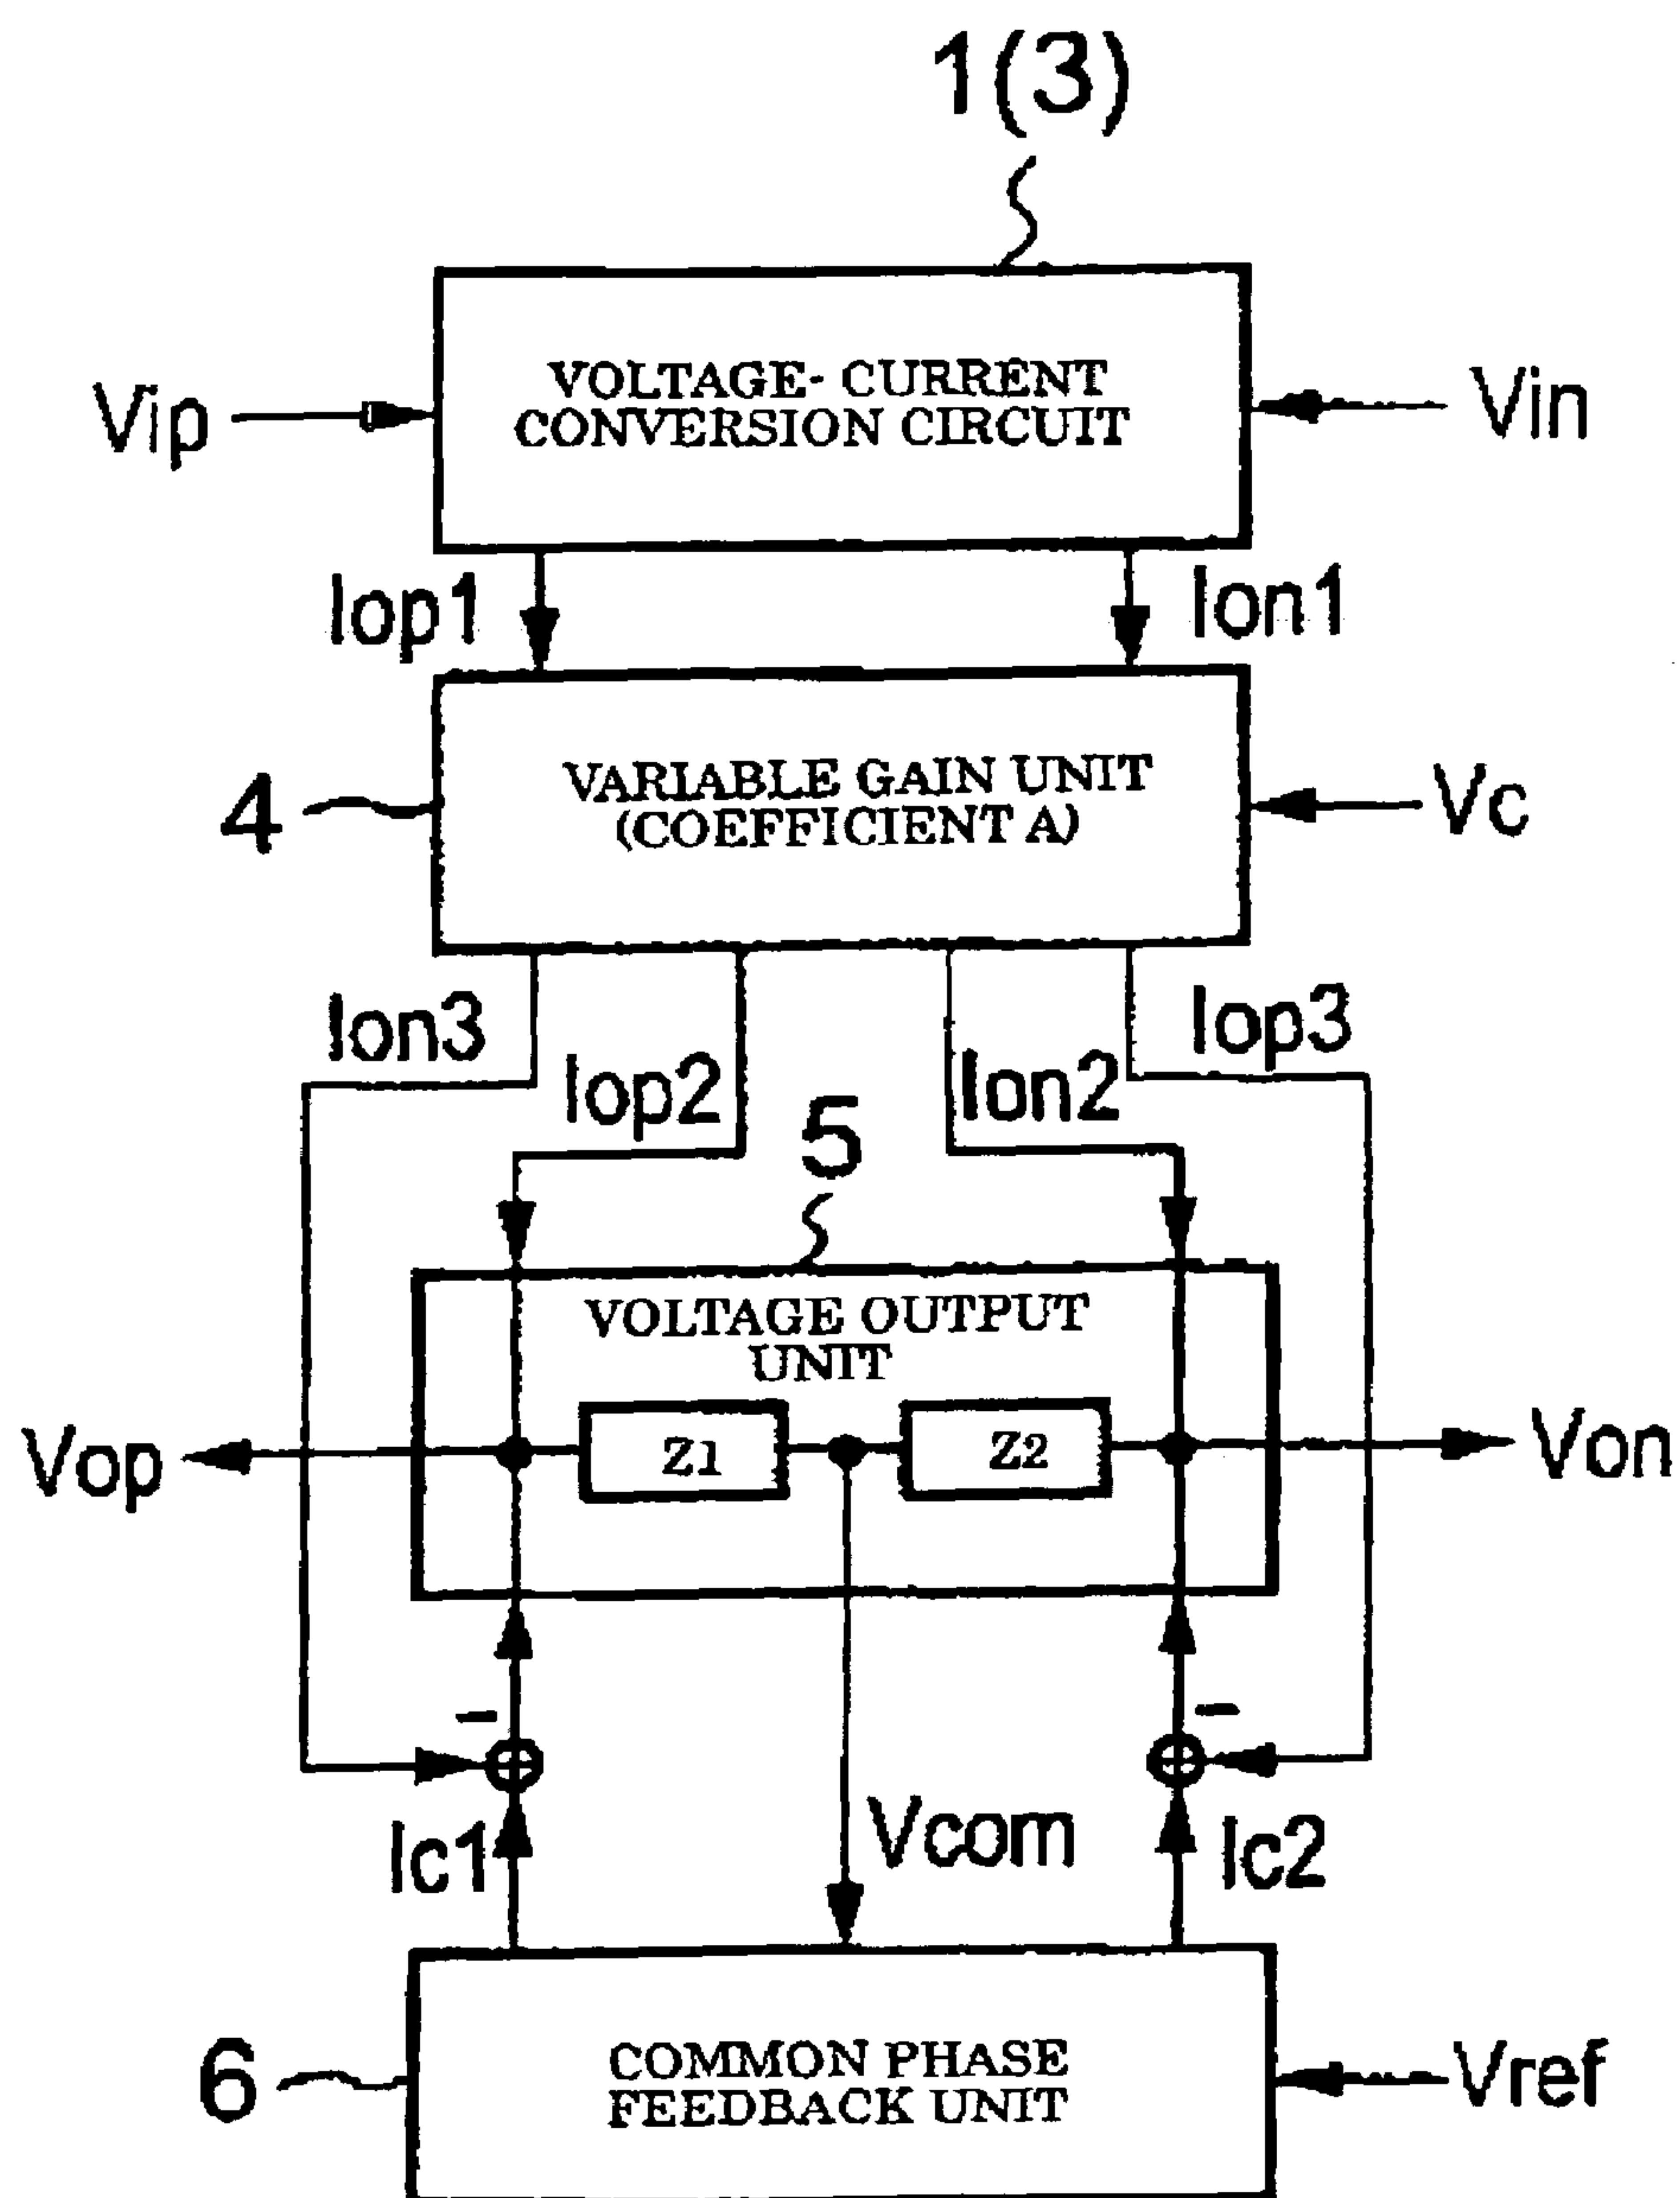 1(3)
VOLTAGE-CURRENT
CONVERSION CIRCUIT
Vip
Vin
Iop1
Ion1
VARIABLE GAIN UNIT
(COEFFICIENT A)
4
Vc
Ion3
Iop2
Ion2
Iop3
5
VOLTAGE OUTPUT
UNIT
Vop
Z1
Z2
Von
-
-
Ic1
Vcom
Ic2
COMMON PHASE
FEEDBACK UNIT
6
Vref